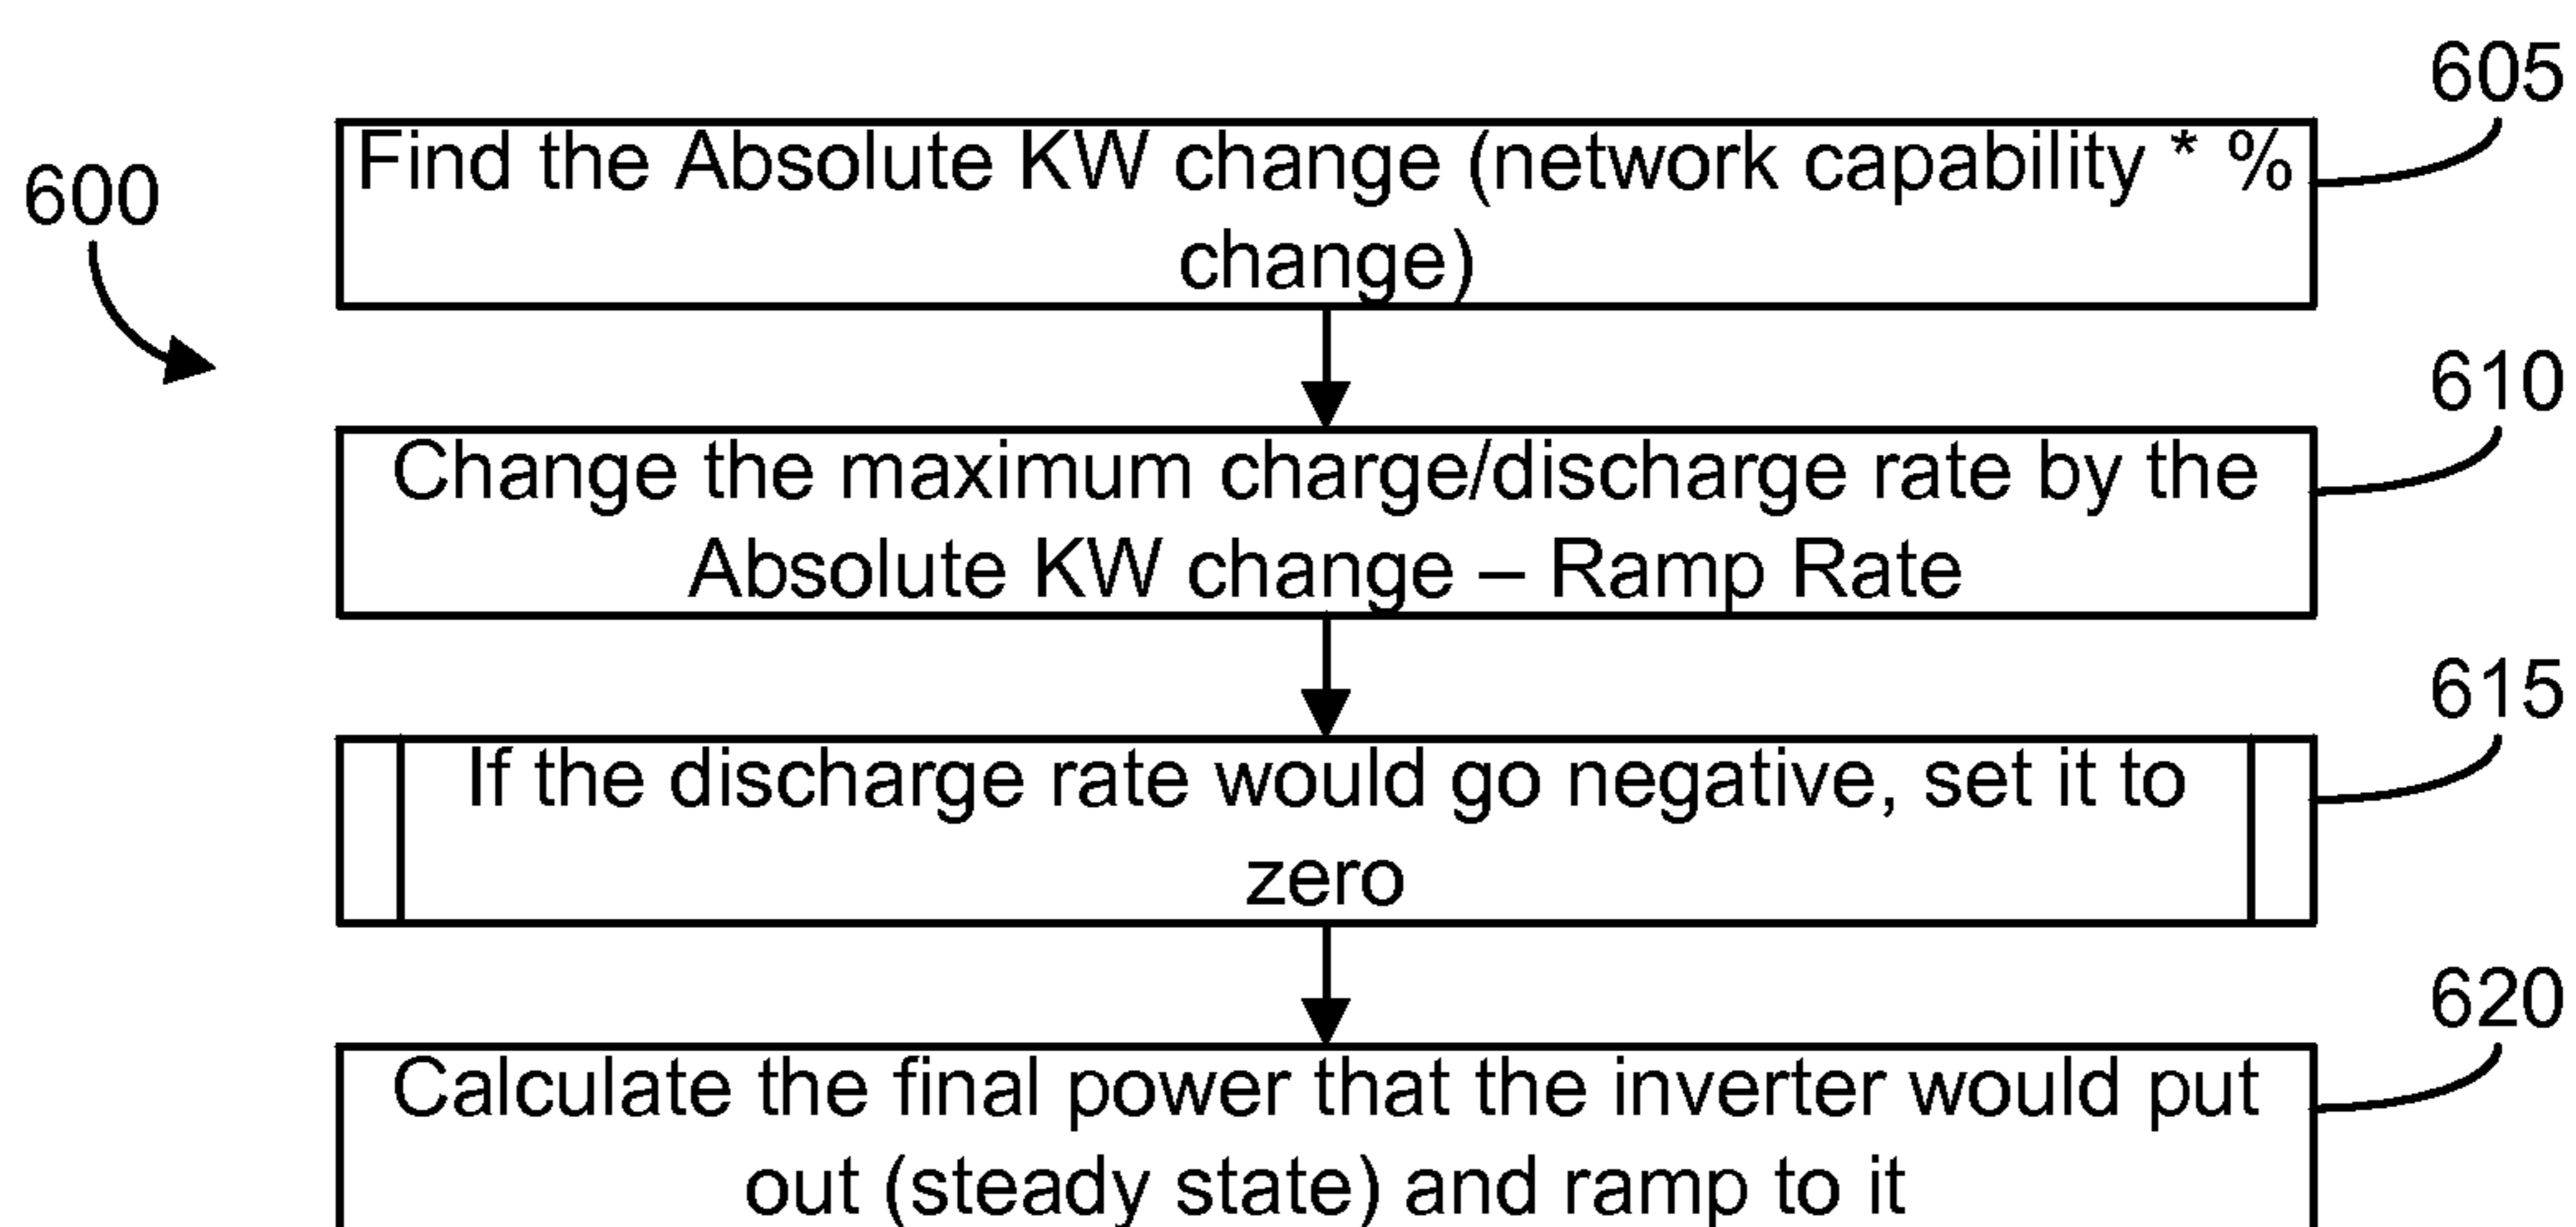 605
Find the Absolute KW change (network capability * %
change)
600
610
Change the maximum charge/discharge rate by the
Absolute KW change – Ramp Rate
615
If the discharge rate would go negative, set it to
zero
620
Calculate the final power that the inverter would put
out (steady state) and ramp to it